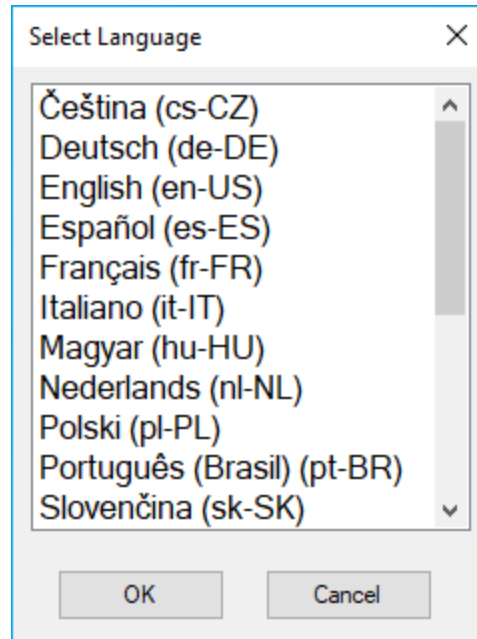 Select Language
Čeština (cs-CZ)
Deutsch (de-DE)
English (en-US)
Español (es-ES)
Français (fr-FR)
Italiano (it-IT)
Magyar (hu-HU)
Nederlands (nl-NL)
Polski (pl-PL)
Português (Brasil) (pt-BR)
Slovenčina (sk-SK)
OK Cancel